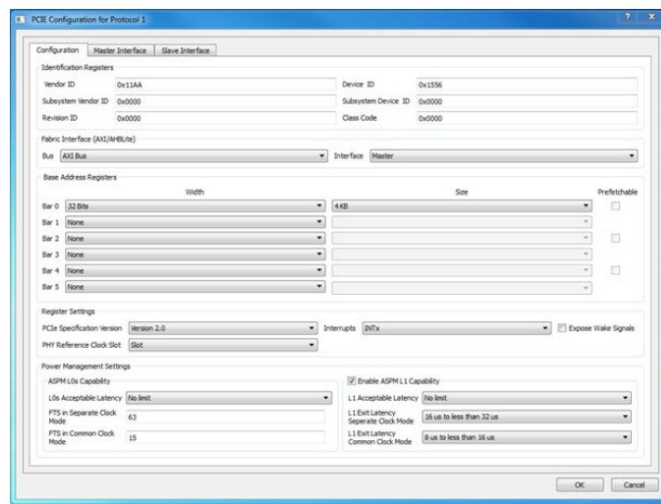 PCIE Configuration for Protocol 1
Configuration Master Interface Slave Interface
Identification Registers
Vendor ID 0x11AA Device ID 0x1556
Subsystem Vendor ID 0x0000 Subsystem Device ID 0x0000
Revision ID 0x0000 Class Code 0x0000
Fabric Interface (AXI/AHBLite)
Bus AXI Bus Interface Master
Base Address Registers
Width Size Prefetchable
Bar 0 32 Bits 4 KB
Bar 1 None
Bar 2 None
Bar 3 None
Bar 4 None
Bar 5 None
Register Settings
PCIe Specification Version Version 2.0 Interrupts INTx Expose Wake Signals
PHY Reference Clock Slot Slot
Power Management Settings
ASPM L0s Capability Enable ASPM L1 Capability
L0s Acceptable Latency No limit L1 Acceptable Latency No limit
FTS in Separate Clock Mode 63 L1 Exit Latency Seperate Clock Mode 16 us to less than 32 us
FTS in Common Clock Mode 15 L1 Exit Latency Common Clock Mode 8 us to less than 16 us
OK Cancel